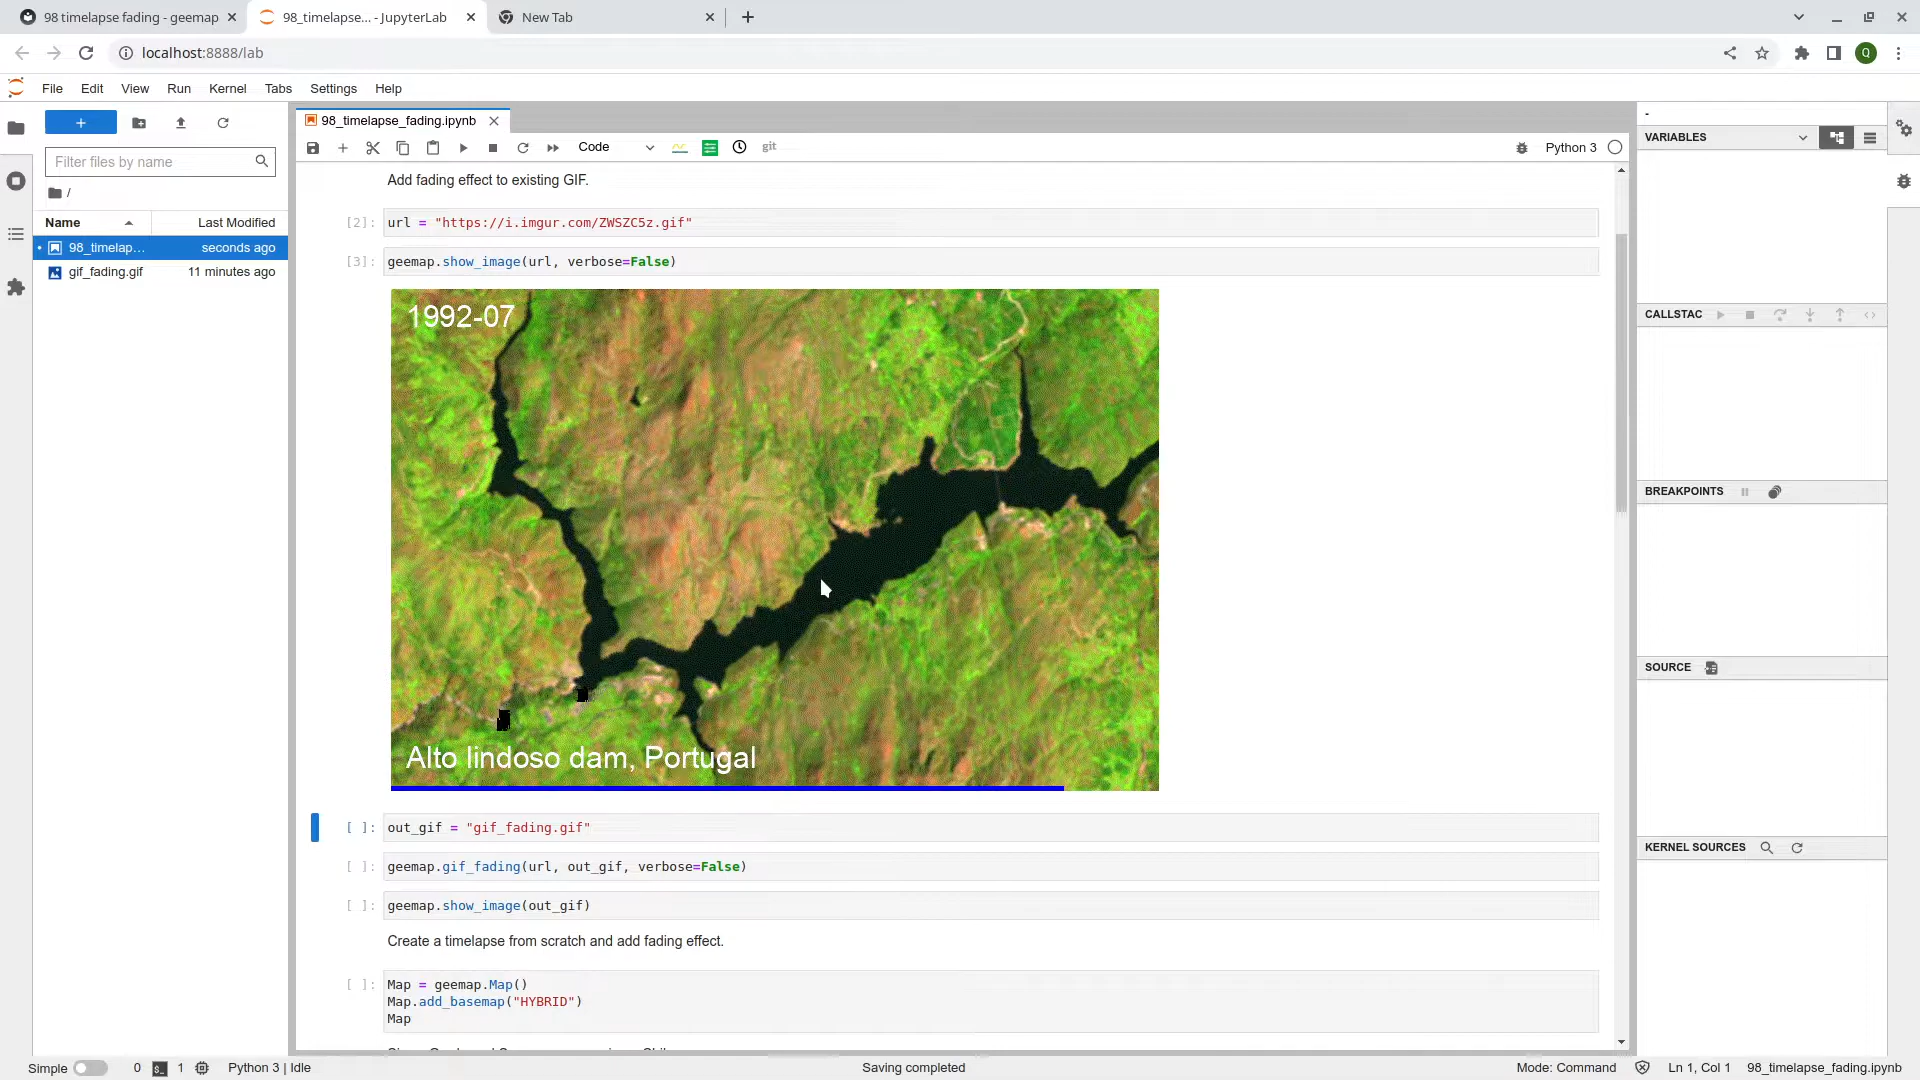 98 timelapse fading - geemap
98_timelapse... - JupyterLab
New Tab
localhost:8888/lab
Q
File Edit View Run Kernel Tabs Settings Help
Filter files by name
/
Name Last Modified
98_timelap... seconds ago
gif_fading.gif 11 minutes ago
98_timelapse_fading.ipynb
Code
git
Python 3
Add fading effect to existing GIF.
[2]: url = "https://i.imgur.com/ZWSZC5z.gif"
[3]: geemap.show_image(url, verbose=False)
1992-07
Alto lindoso dam, Portugal
[ ]: out_gif = "gif_fading.gif"
[ ]: geemap.gif_fading(url, out_gif, verbose=False)
[ ]: geemap.show_image(out_gif)
Create a timelapse from scratch and add fading effect.
[ ]: Map = geemap.Map()
Map.add_basemap("HYBRID")
Map
-
VARIABLES
CALLSTAC
BREAKPOINTS
SOURCE
KERNEL SOURCES
Simple 0 1 Python 3 | Idle Saving completed Mode: Command Ln 1, Col 1 98_timelapse_fading.ipynb